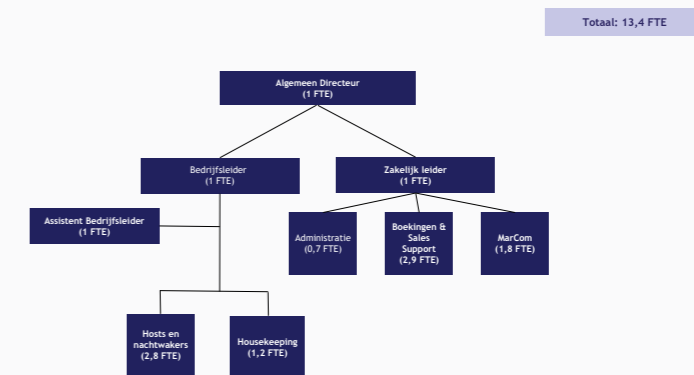 Totaal: 13,4 FTE
Algemeen Directeur
(1 FTE)
Bedrijfsleider
(1 FTE)
Zakelijk leider
(1 FTE)
Assistent Bedrijfsleider
(1 FTE)
Administratie
(0,7 FTE)
Boekingen &
Sales
Support
(2,9 FTE)
MarCom
(1,8 FTE)
Hosts en
nachtwakers
(2,8 FTE)
Housekeeping
(1,2 FTE)